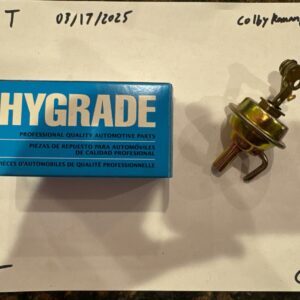 T 03/17/2025
HYGRADE
PROFESSIONAL QUALITY AUTOMOTIVE PARTS
PIEZAS DE REPUESTO PARA AUTOMÓVILES
DE CALIDAD PROFESIONAL
PIÈCES D'AUTOMOBILES DE QUALITÉ PROFESSIONNELLE